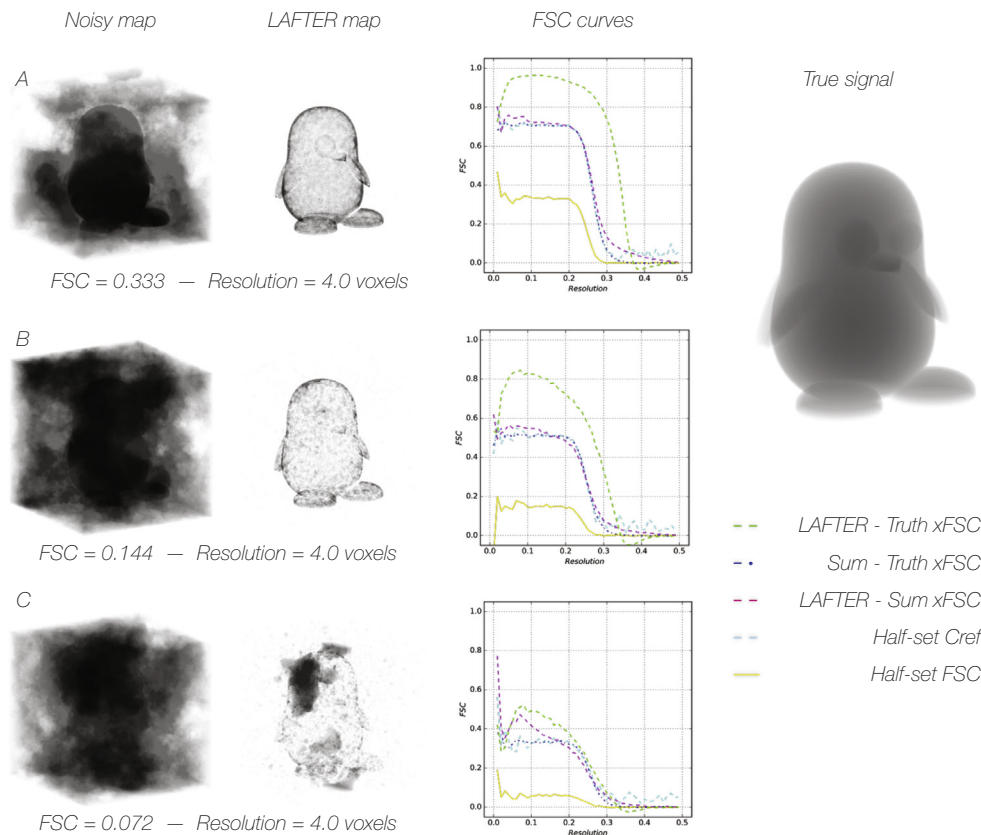 Noisy map
LAFTER map
FSC curves
True signal
A
1.0
0.8
0.6
0.4
0.2
0.0
FSC
0.0 0.1 0.2 0.3 0.4 0.5
Resolution
FSC = 0.333 — Resolution = 4.0 voxels
B
1.0
0.8
0.6
0.4
0.2
0.0
FSC
0.0 0.1 0.2 0.3 0.4 0.5
Resolution
FSC = 0.144 — Resolution = 4.0 voxels
LAFTER - Truth xFSC
Sum - Truth xFSC
LAFTER - Sum xFSC
Half-set Cref
Half-set FSC
C
1.0
0.8
0.6
0.4
0.2
0.0
FSC
0.0 0.1 0.2 0.3 0.4 0.5
Resolution
FSC = 0.072 — Resolution = 4.0 voxels